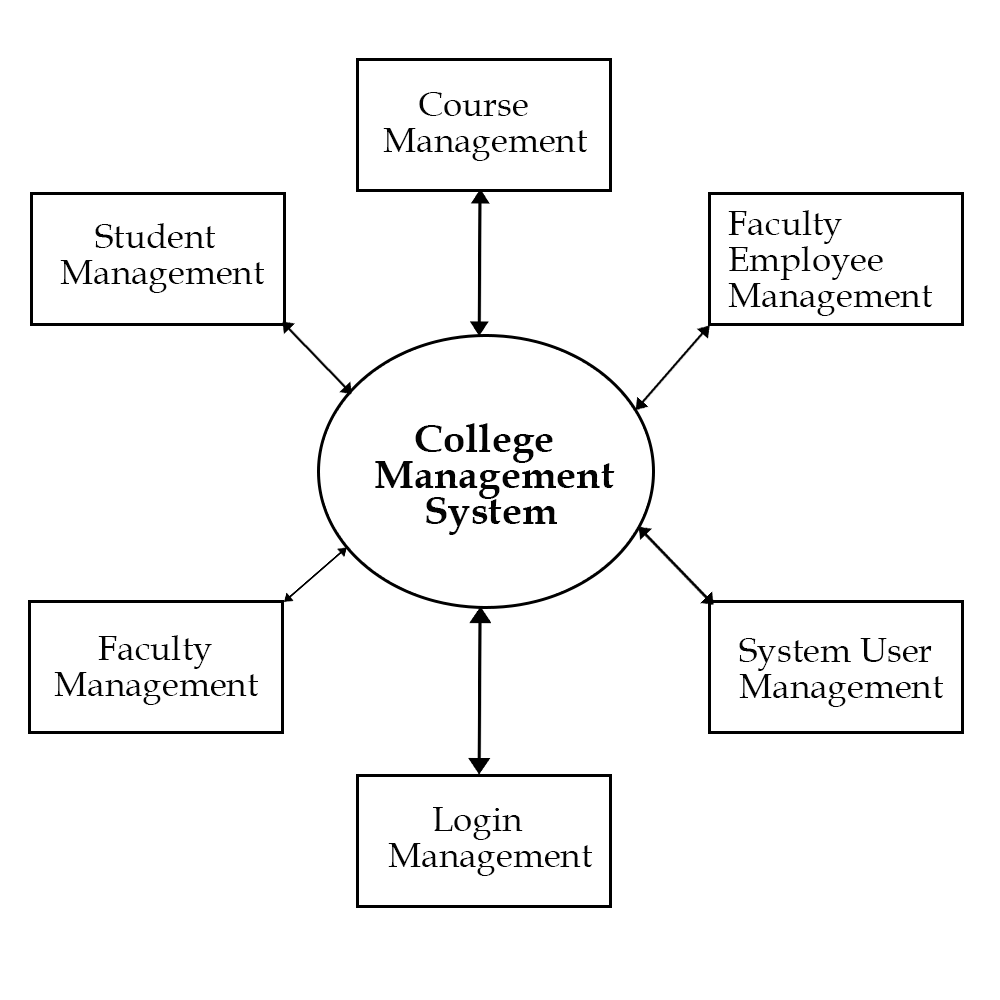 Course
Management
Student
Management
Faculty
Employee
Management
College
Management
System
Faculty
Management
System User
Management
Login
Management